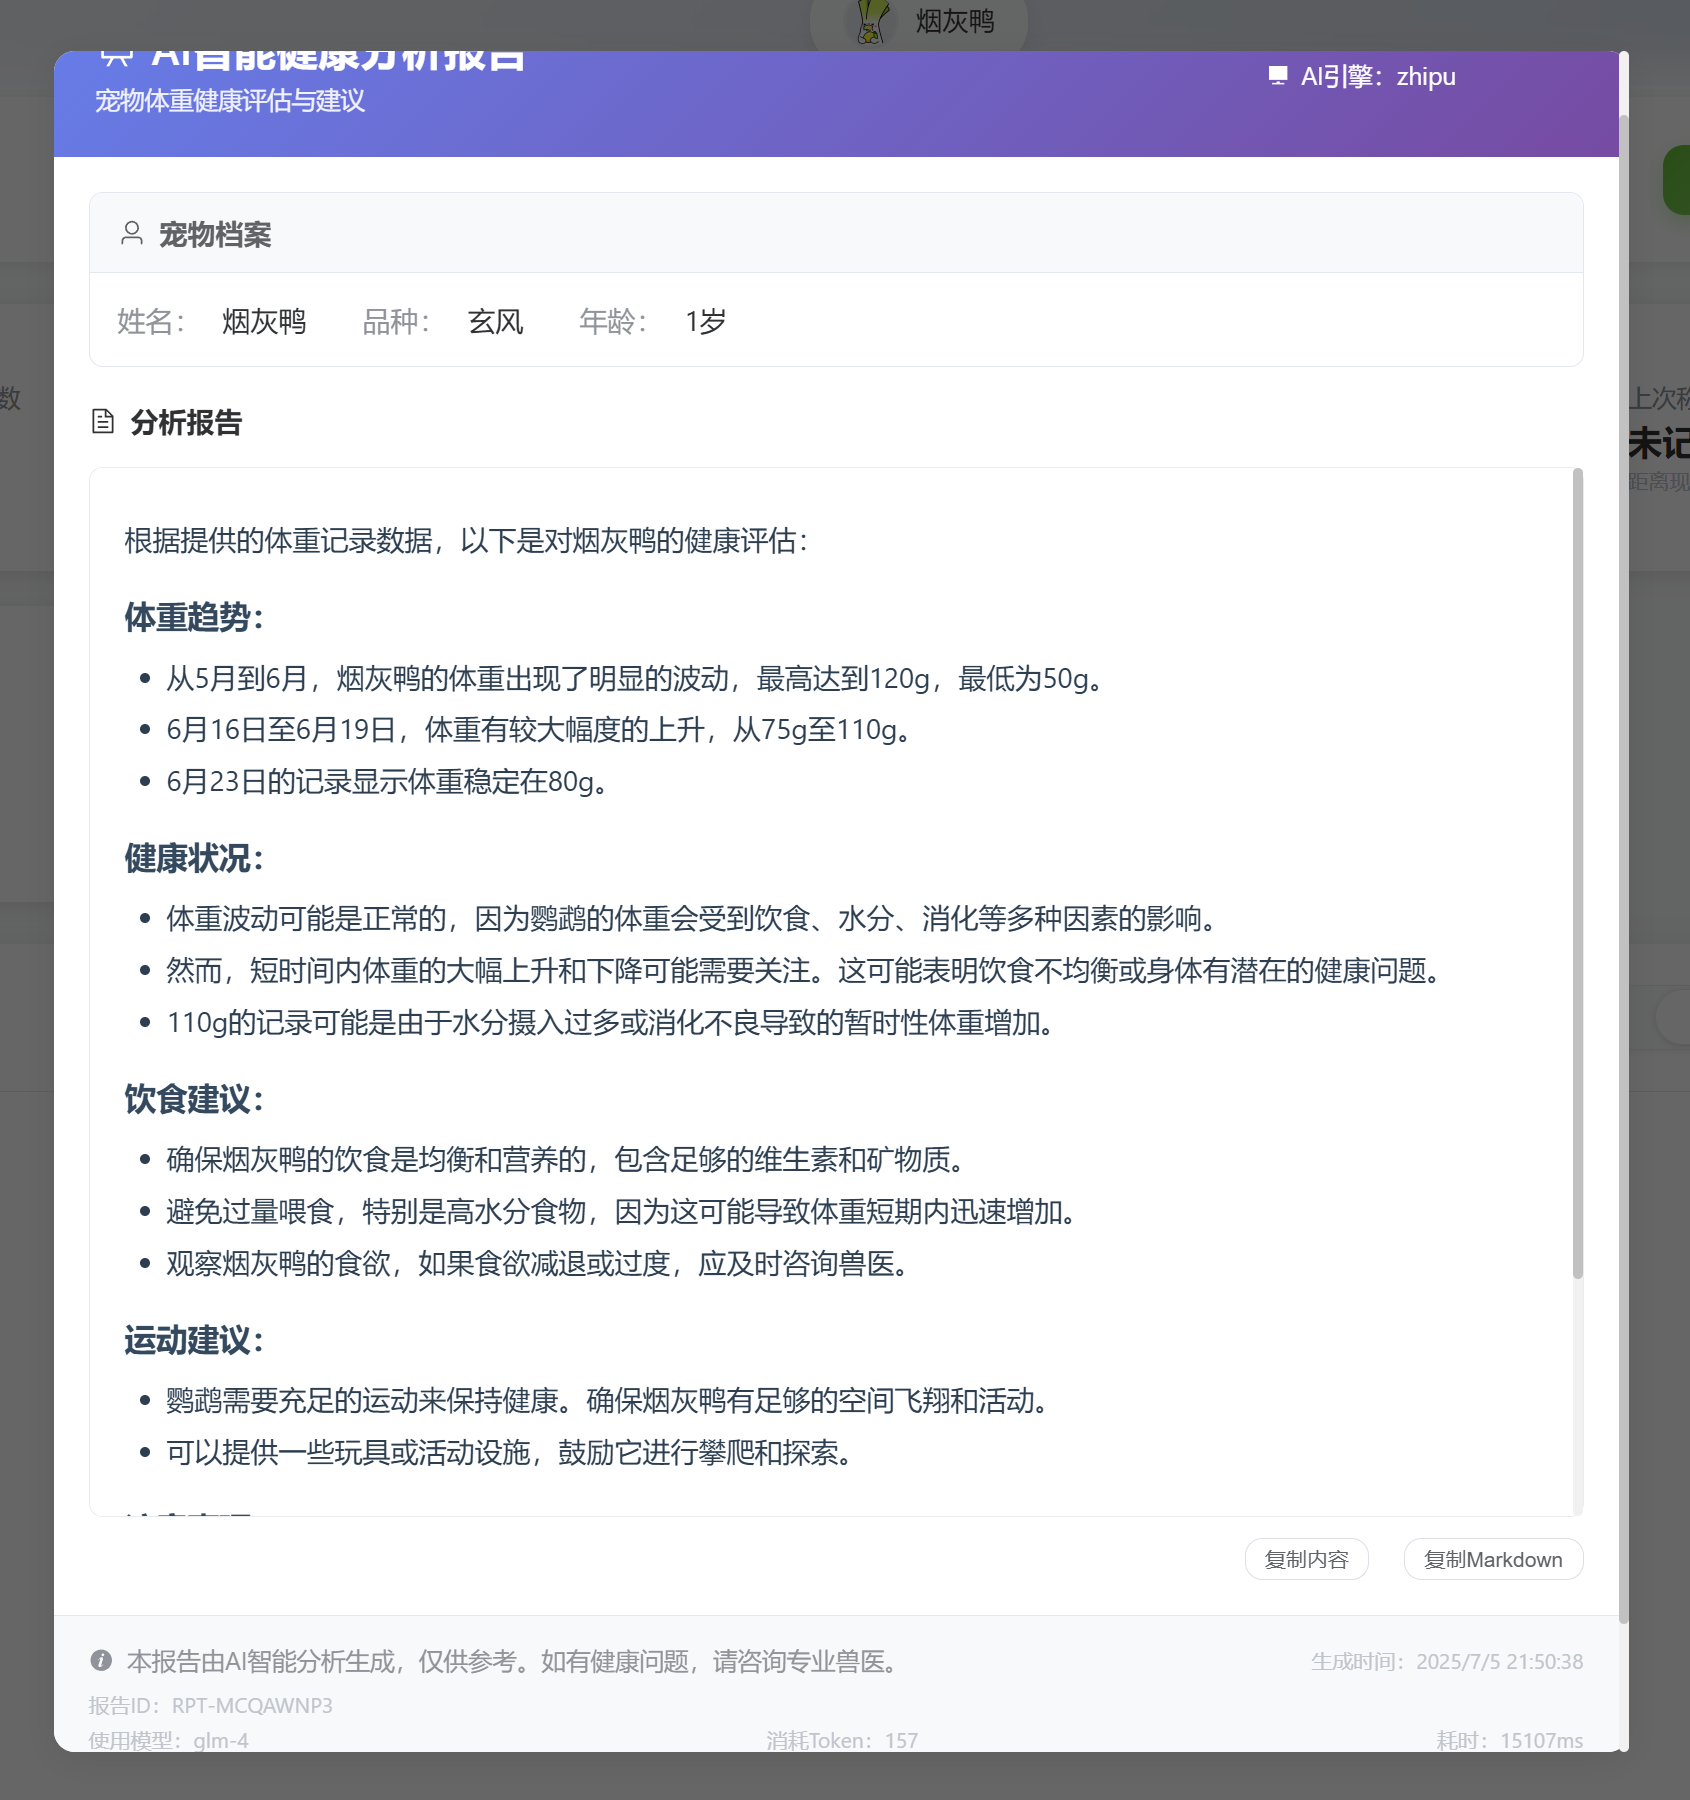 烟灰鸭
AI智能健康分析报告
宠物体重健康评估与建议
AI引擎：zhipu
宠物档案
姓名： 烟灰鸭 品种： 玄风 年龄： 1岁
数
上次称
未记
距离现
分析报告
根据提供的体重记录数据，以下是对烟灰鸭的健康评估：
体重趋势：
从5月到6月，烟灰鸭的体重出现了明显的波动，最高达到120g，最低为50g。
6月16日至6月19日，体重有较大幅度的上升，从75g至110g。
6月23日的记录显示体重稳定在80g。
健康状况：
体重波动可能是正常的，因为鹦鹉的体重会受到饮食、水分、消化等多种因素的影响。
然而，短时间内体重的大幅上升和下降可能需要关注。这可能表明饮食不均衡或身体有潜在的健康问题。
110g的记录可能是由于水分摄入过多或消化不良导致的暂时性体重增加。
饮食建议：
确保烟灰鸭的饮食是均衡和营养的，包含足够的维生素和矿物质。
避免过量喂食，特别是高水分食物，因为这可能导致体重短期内迅速增加。
观察烟灰鸭的食欲，如果食欲减退或过度，应及时咨询兽医。
运动建议：
鹦鹉需要充足的运动来保持健康。确保烟灰鸭有足够的空间飞翔和活动。
可以提供一些玩具或活动设施，鼓励它进行攀爬和探索。
复制内容 复制Markdown
本报告由AI智能分析生成，仅供参考。如有健康问题，请咨询专业兽医。
生成时间：2025/7/5 21:50:38
报告ID：RPT-MCQAWNP3
使用模型：glm-4 消耗Token：157 耗时：15107ms